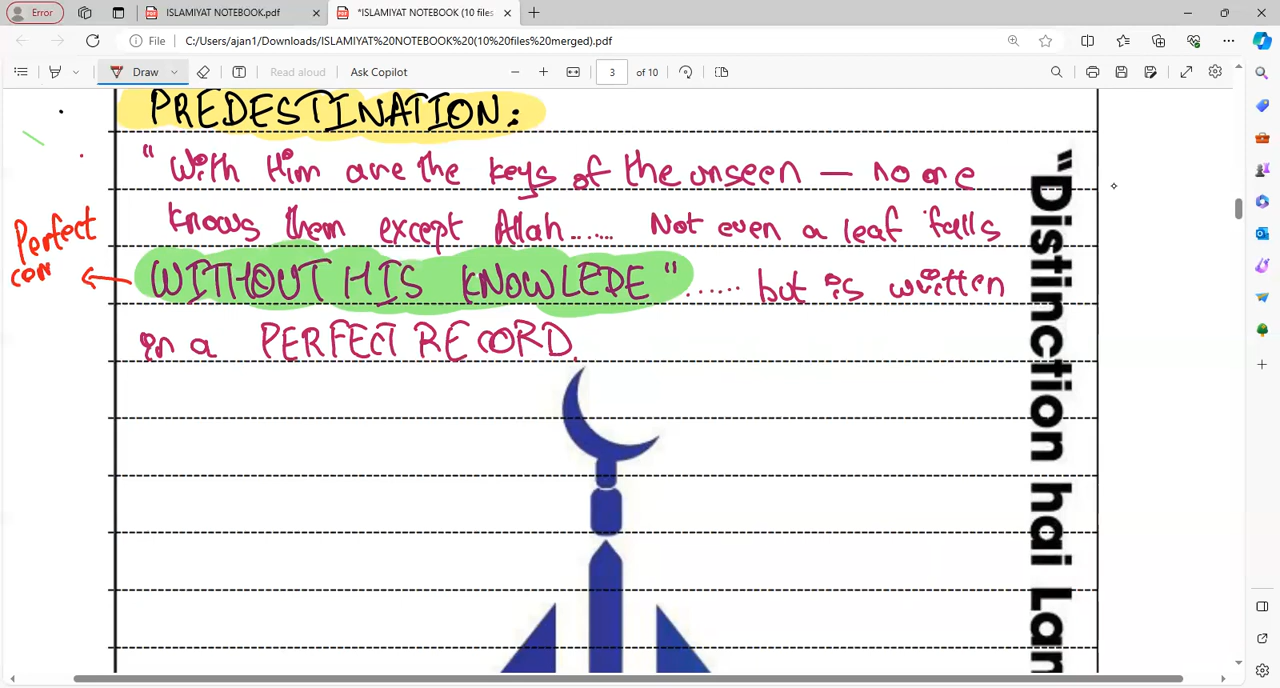 Error
ISLAMIYAT NOTEBOOK.pdf
*ISLAMIYAT NOTEBOOK (10 files
File
C:/Users/ajan1/Downloads/ISLAMIYAT%20NOTEBOOK%20(10%20files%20merged).pdf
Draw
Read aloud
Ask Copilot
3
of 10
PREDESTINATION:
"With Him are the keys of the unseen — no one
knows them except Allah...... Not even a leaf falls
WITHOUT HIS KNOWLEDE"...... but is written
in a PERFECT RECORD.
Perfect
con
"Distinction hai Lan